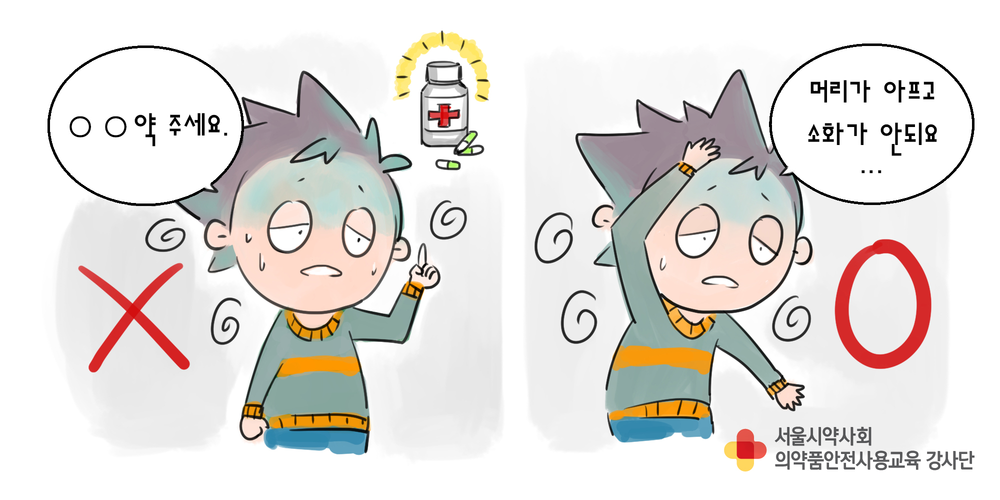 ○ ○약 주세요.
머리가 아프고
소화가 안되요
...
서울시약사회
의약품안전사용교육 강사단